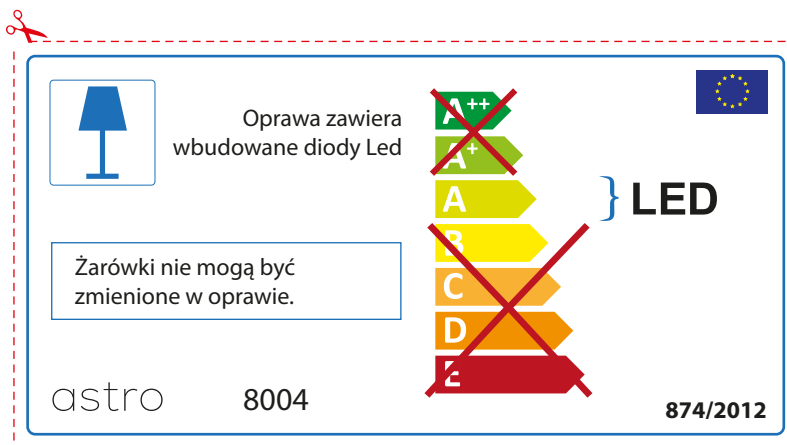 Oprawa zawiera
wbudowane diody Led
A++
A+
A
B
C
D
E
LED
Żarówki nie mogą być
zmienione w oprawie.
astro
8004
874/2012